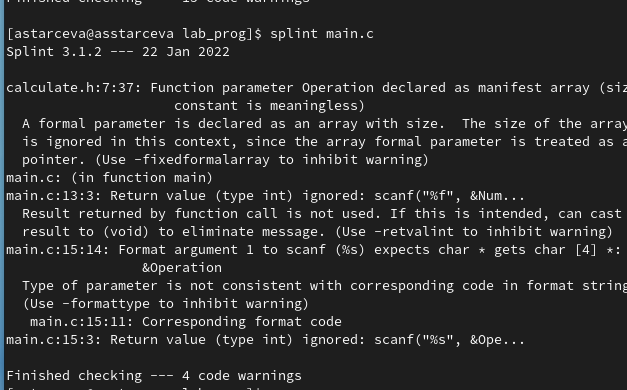 Finished checking --- 15 code warnings
[astarceva@asstarceva lab_prog]$ splint main.c
Splint 3.1.2 --- 22 Jan 2022
calculate.h:7:37: Function parameter Operation declared as manifest array (siz
constant is meaningless)
A formal parameter is declared as an array with size.  The size of the array
is ignored in this context, since the array formal parameter is treated as a
pointer. (Use -fixedformalarray to inhibit warning)
main.c: (in function main)
main.c:13:3: Return value (type int) ignored: scanf("%f", &Num...
Result returned by function call is not used. If this is intended, can cast
result to (void) to eliminate message. (Use -retvalint to inhibit warning)
main.c:15:14: Format argument 1 to scanf (%s) expects char * gets char [4] *:
&Operation
Type of parameter is not consistent with corresponding code in format string
(Use -formattype to inhibit warning)
main.c:15:11: Corresponding format code
main.c:15:3: Return value (type int) ignored: scanf("%s", &Ope...
Finished checking --- 4 code warnings